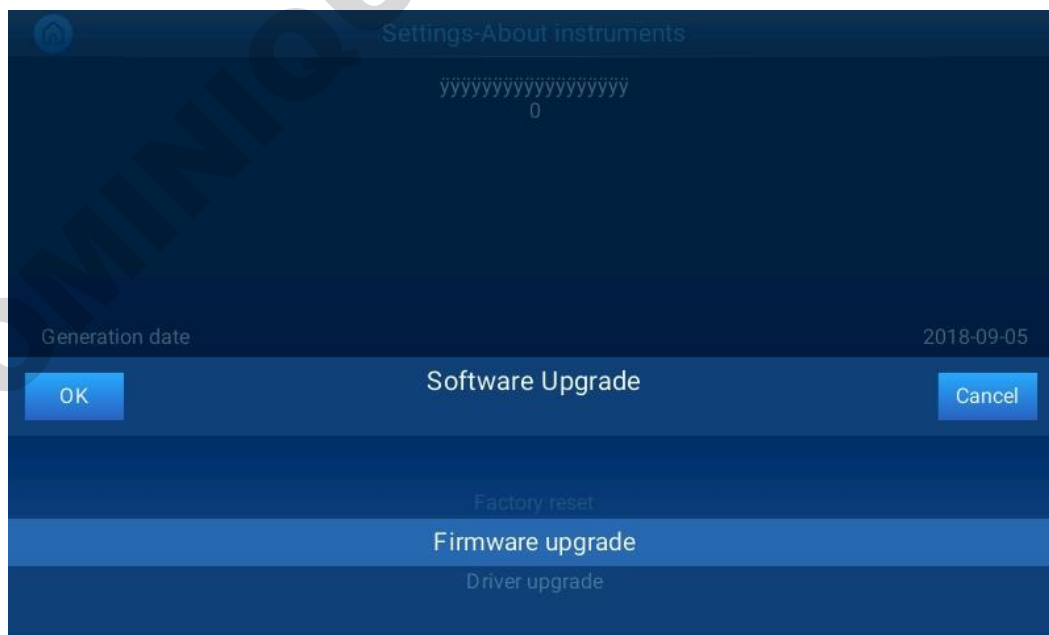 Settings-About instruments
ÿÿÿÿÿÿÿÿÿÿÿÿÿÿÿÿÿÿ
0
Generation date 2018-09-05
OK Software Upgrade Cancel
Factory reset
Firmware upgrade
Driver upgrade